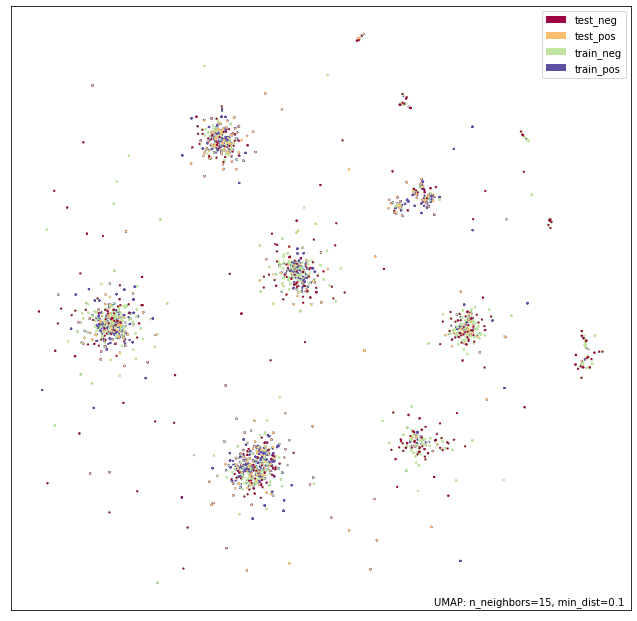 test_neg
test_pos
train_neg
train_pos
UMAP: n_neighbors=15, min_dist=0.1